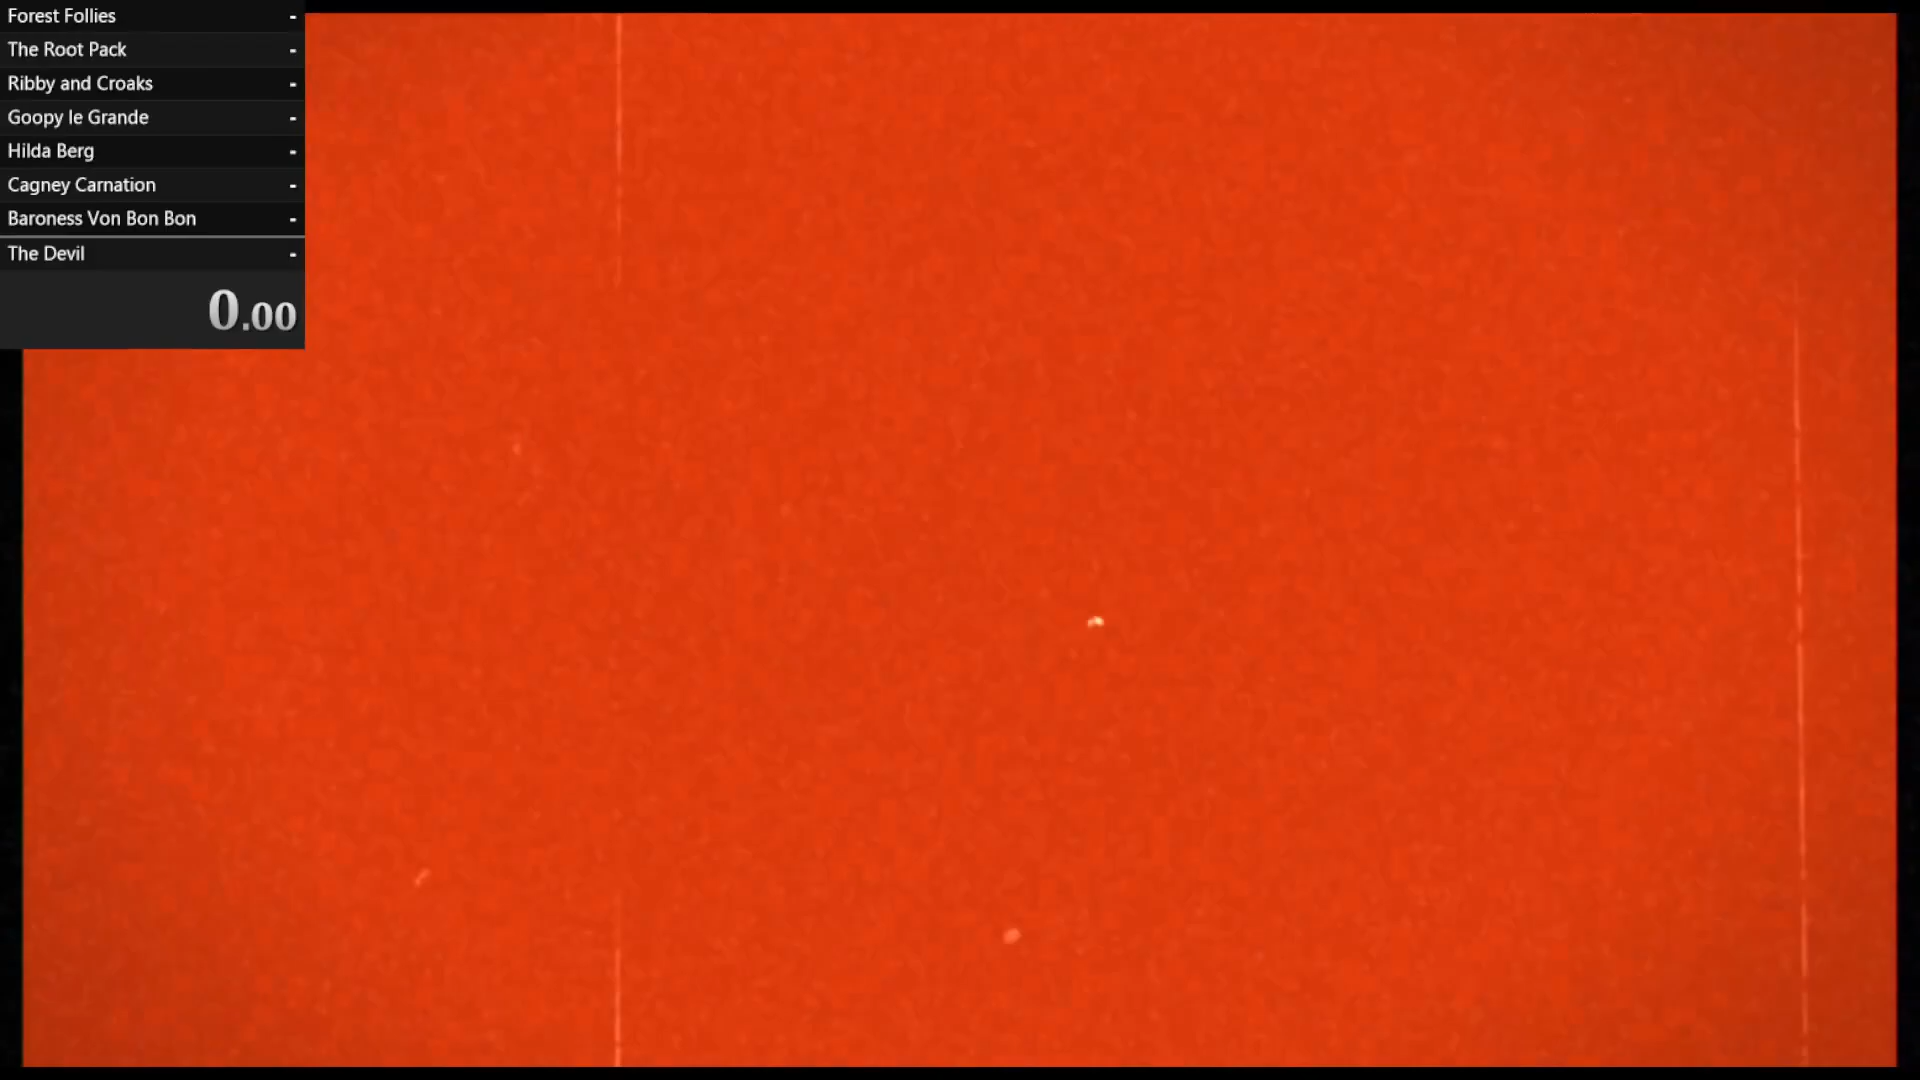 Forest Follies -
The Root Pack -
Ribby and Croaks -
Goopy le Grande -
Hilda Berg -
Cagney Carnation -
Baroness Von Bon Bon -
The Devil -
0.00